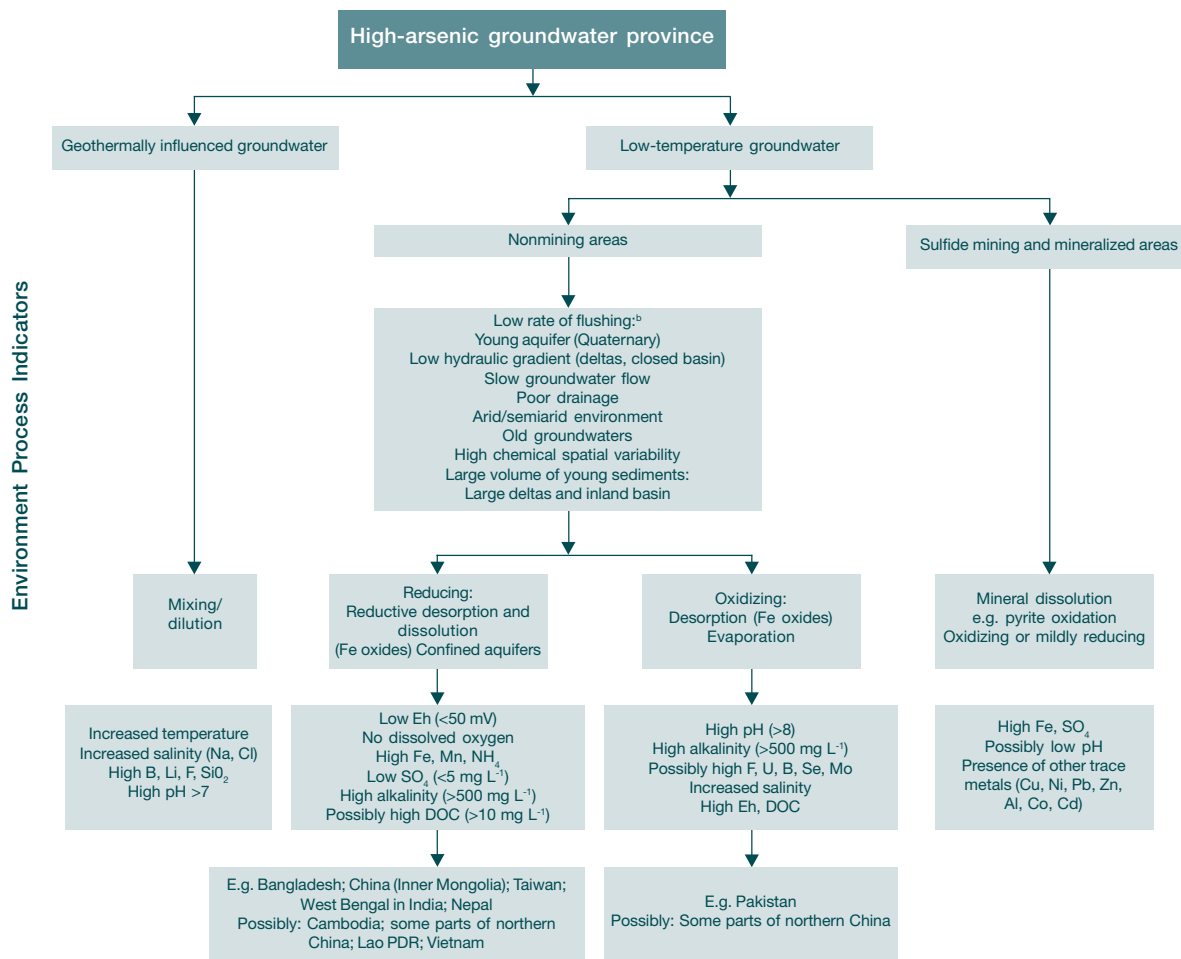 High-arsenic groundwater province
Geothermally influenced groundwater
Low-temperature groundwater
Nonmining areas
Sulfide mining and mineralized areas
Environment Process Indicators
Low rate of flushing:ᵇ
Young aquifer (Quaternary)
Low hydraulic gradient (deltas, closed basin)
Slow groundwater flow
Poor drainage
Arid/semiarid environment
Old groundwaters
High chemical spatial variability
Large volume of young sediments:
Large deltas and inland basin
Mixing/
dilution
Reducing:
Reductive desorption and
dissolution
(Fe oxides) Confined aquifers
Oxidizing:
Desorption (Fe oxides)
Evaporation
Mineral dissolution
e.g. pyrite oxidation
Oxidizing or mildly reducing
Increased temperature
Increased salinity (Na, Cl)
High B, Li, F, Si0₂
High pH >7
Low Eh (<50 mV)
No dissolved oxygen
High Fe, Mn, NH₄
Low SO₄ (<5 mg L⁻¹)
High alkalinity (>500 mg L⁻¹)
Possibly high DOC (>10 mg L⁻¹)
High pH (>8)
High alkalinity (>500 mg L⁻¹)
Possibly high F, U, B, Se, Mo
Increased salinity
High Eh, DOC
High Fe, SO₄
Possibly low pH
Presence of other trace
metals (Cu, Ni, Pb, Zn,
Al, Co, Cd)
E.g. Bangladesh; China (Inner Mongolia); Taiwan;
West Bengal in India; Nepal
Possibly: Cambodia; some parts of northern
China; Lao PDR; Vietnam
E.g. Pakistan
Possibly: Some parts of northern China